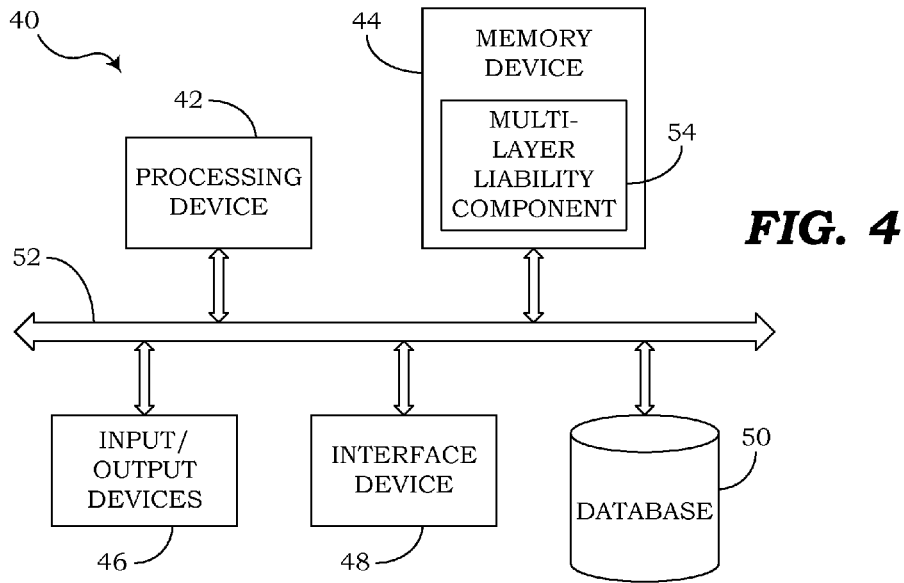 40
44
MEMORY
DEVICE
42
MULTI-
LAYER
LIABILITY
COMPONENT
54
PROCESSING
DEVICE
FIG. 4
52
INPUT/
OUTPUT
DEVICES
46
INTERFACE
DEVICE
48
50
DATABASE